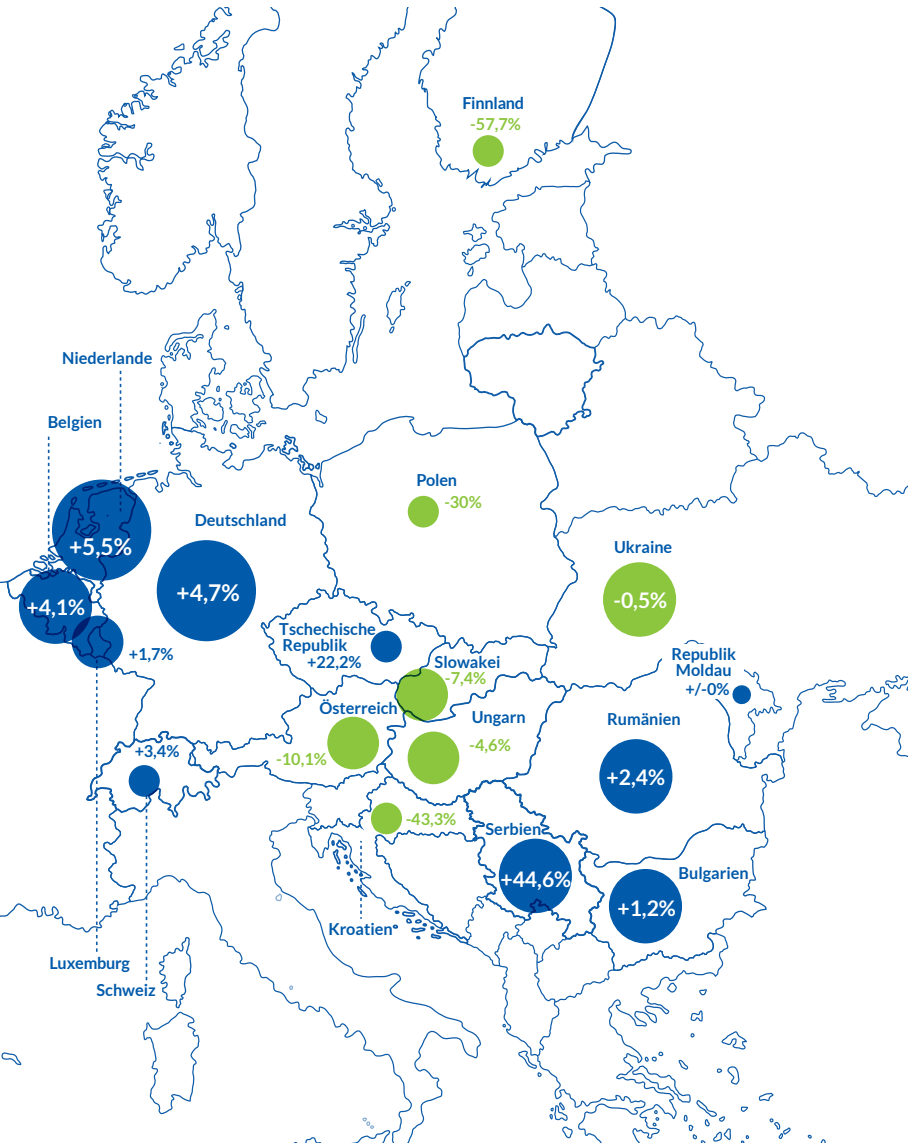 Finnland
-57,7%
Niederlande
Belgien
Polen
-30%
Deutschland
+5,5%
Ukraine
+4,7%
-0,5%
+4,1%
Tschechische
Republik
+22,2%
+1,7%
Slowakei
-7,4%
Republik
Moldau
+/-0%
Österreich
-10,1%
Ungarn
-4,6%
Rumänien
+2,4%
+3,4%
-43,3%
Serbien
+44,6%
Bulgarien
+1,2%
Kroatien
Luxemburg
Schweiz